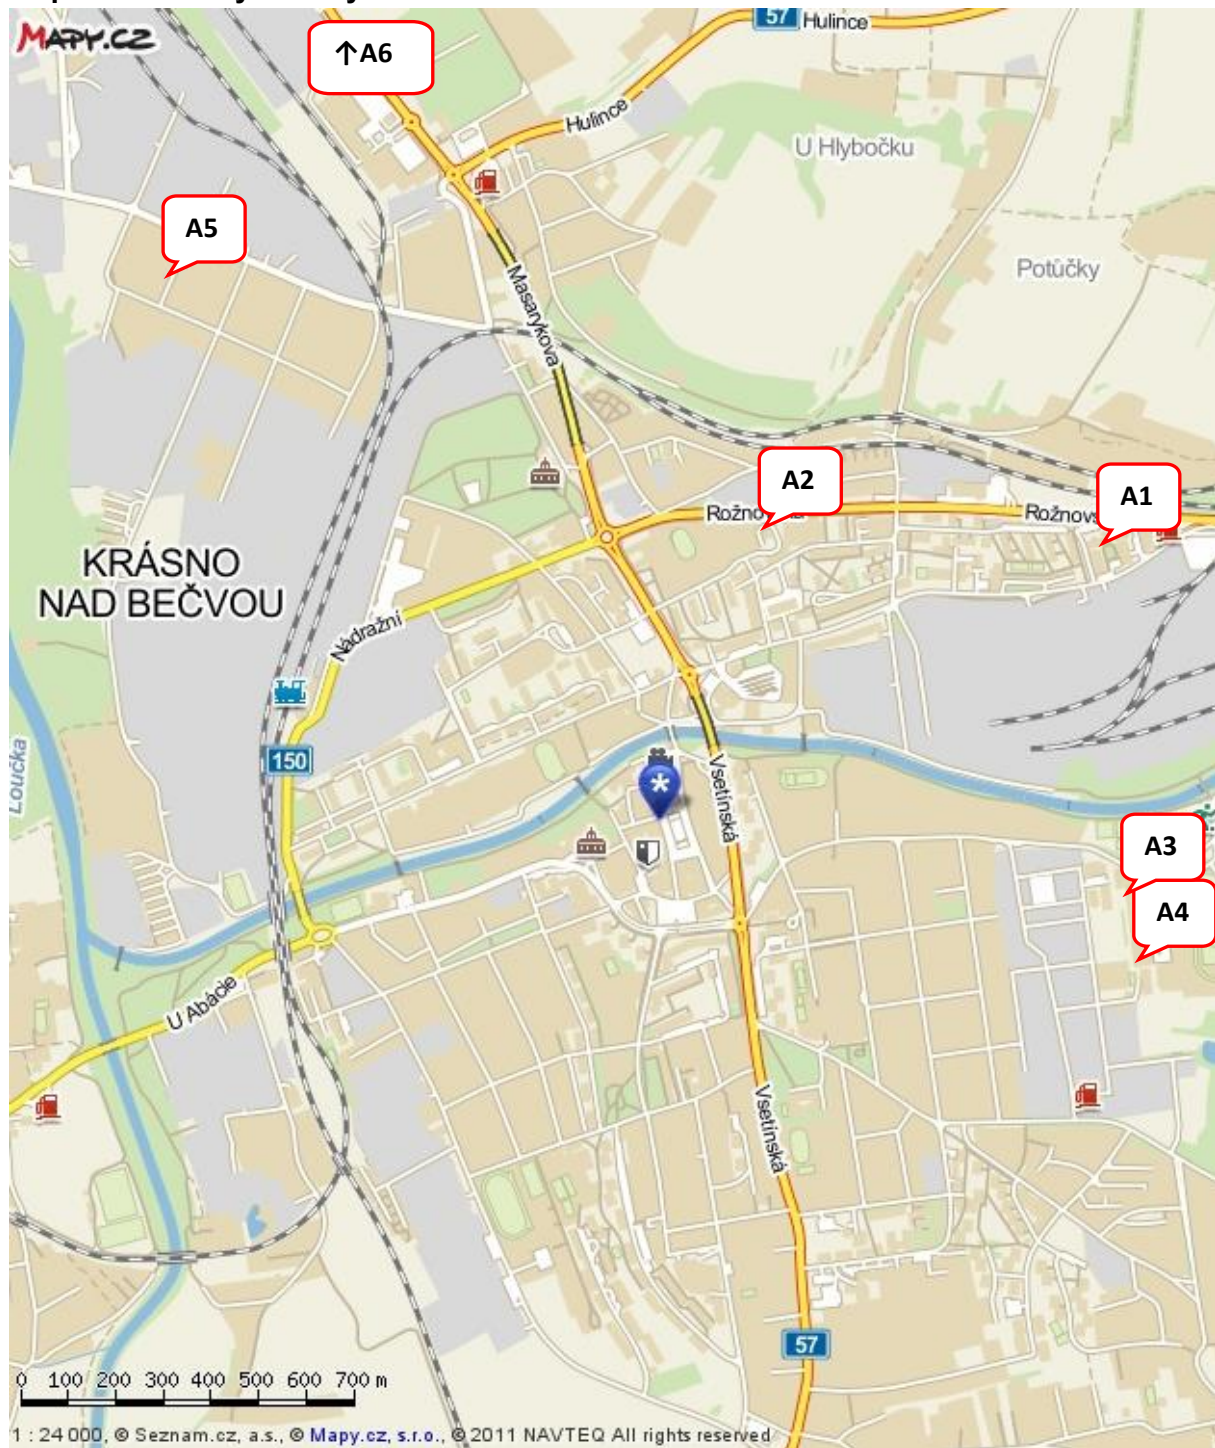 MAPY.CZ
↑A6
57
Hulince
Hulince
U Hlybočku
A5
Potůčky
Masarykova
A2
A1
Rožno
Rožnovs
KRÁSNO
NAD BEČVOU
Nádražní
150
Loučka
*
Vsetínská
A3
A4
U Abácie
Vsetínská
57
0 100 200 300 400 500 600 700 m
1 : 24 000, © Seznam.cz, a.s., © Mapy.cz, s.r.o., © 2011 NAVTEQ All rights reserved